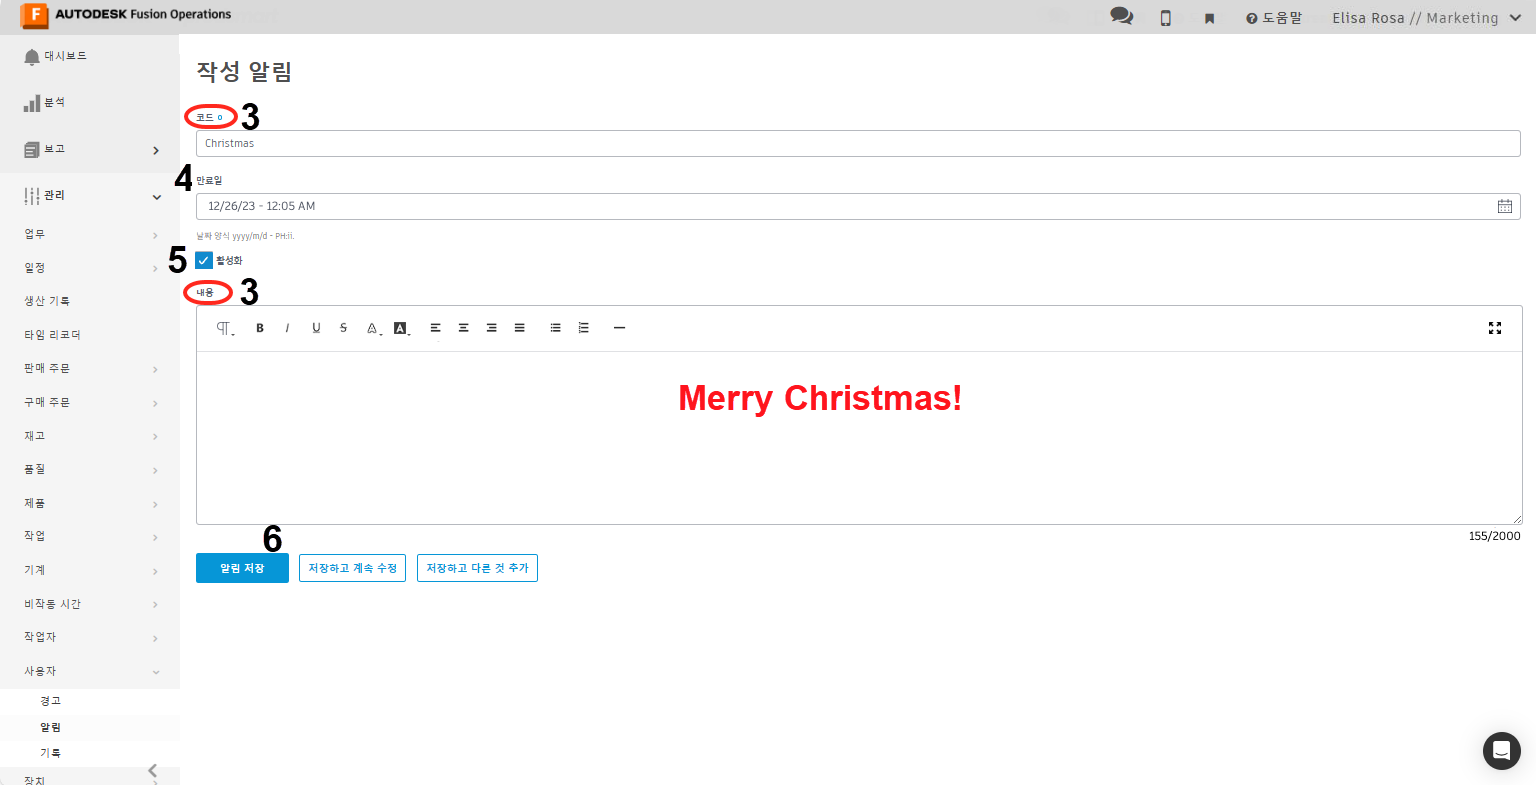 AUTODESK Fusion Operations
도움말
Elisa Rosa // Marketing
대시보드
분석
보고
관리
업무
일정
생산 기록
타임 리코더
판매 주문
구매 주문
재고
품질
제품
작업
기계
비작동 시간
작업자
사용자
경고
알림
기록
장치
작성 알림
코드 o 3
Christmas
4 만료일
12/26/23 - 12:05 AM
날짜 양식 yyyy/m/d - PH:ii.
5 활성화
내용 3
B I U S A A
Merry Christmas!
155/2000
6
알림 저장
저장하고 계속 수정
저장하고 다른 것 추가